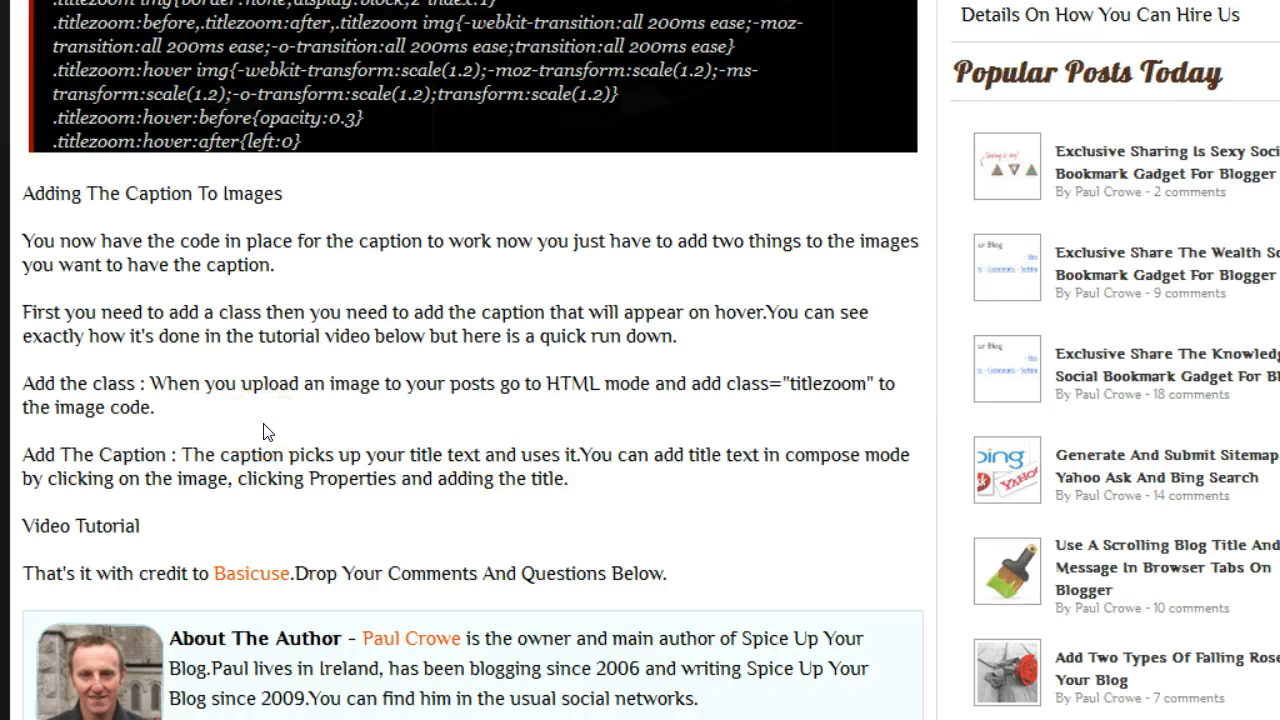 .titlezoom:before,.titlezoom:after,.titlezoom img{-webkit-transition:all 200ms ease;-moz-
transition:all 200ms ease;-o-transition:all 200ms ease;transition:all 200ms ease}
.titlezoom:hover img{-webkit-transform:scale(1.2);-moz-transform:scale(1.2);-ms-
transform:scale(1.2);-o-transform:scale(1.2);transform:scale(1.2)}
.titlezoom:hover:before{opacity:0.3}
.titlezoom:hover:after{left:0}
Adding The Caption To Images
You now have the code in place for the caption to work now you just have to add two things to the images
you want to have the caption.
First you need to add a class then you need to add the caption that will appear on hover.You can see
exactly how it's done in the tutorial video below but here is a quick run down.
Add the class : When you upload an image to your posts go to HTML mode and add class="titlezoom" to
the image code.
Add The Caption : The caption picks up your title text and uses it.You can add title text in compose mode
by clicking on the image, clicking Properties and adding the title.
Video Tutorial
That's it with credit to Basicuse.Drop Your Comments And Questions Below.
About The Author - Paul Crowe is the owner and main author of Spice Up Your
Blog.Paul lives in Ireland, has been blogging since 2006 and writing Spice Up Your
Blog since 2009.You can find him in the usual social networks.
Details On How You Can Hire Us
Popular Posts Today
Exclusive Sharing Is Sexy Soci
Bookmark Gadget For Blogger
By Paul Crowe - 2 comments
Exclusive Share The Wealth So
Bookmark Gadget For Blogger
By Paul Crowe - 9 comments
Exclusive Share The Knowledg
Social Bookmark Gadget For Bl
By Paul Crowe - 18 comments
Generate And Submit Sitemap
Yahoo Ask And Bing Search
By Paul Crowe - 14 comments
Use A Scrolling Blog Title And
Message In Browser Tabs On
Blogger
By Paul Crowe - 10 comments
Add Two Types Of Falling Rose
Your Blog
By Paul Crowe - 7 comments